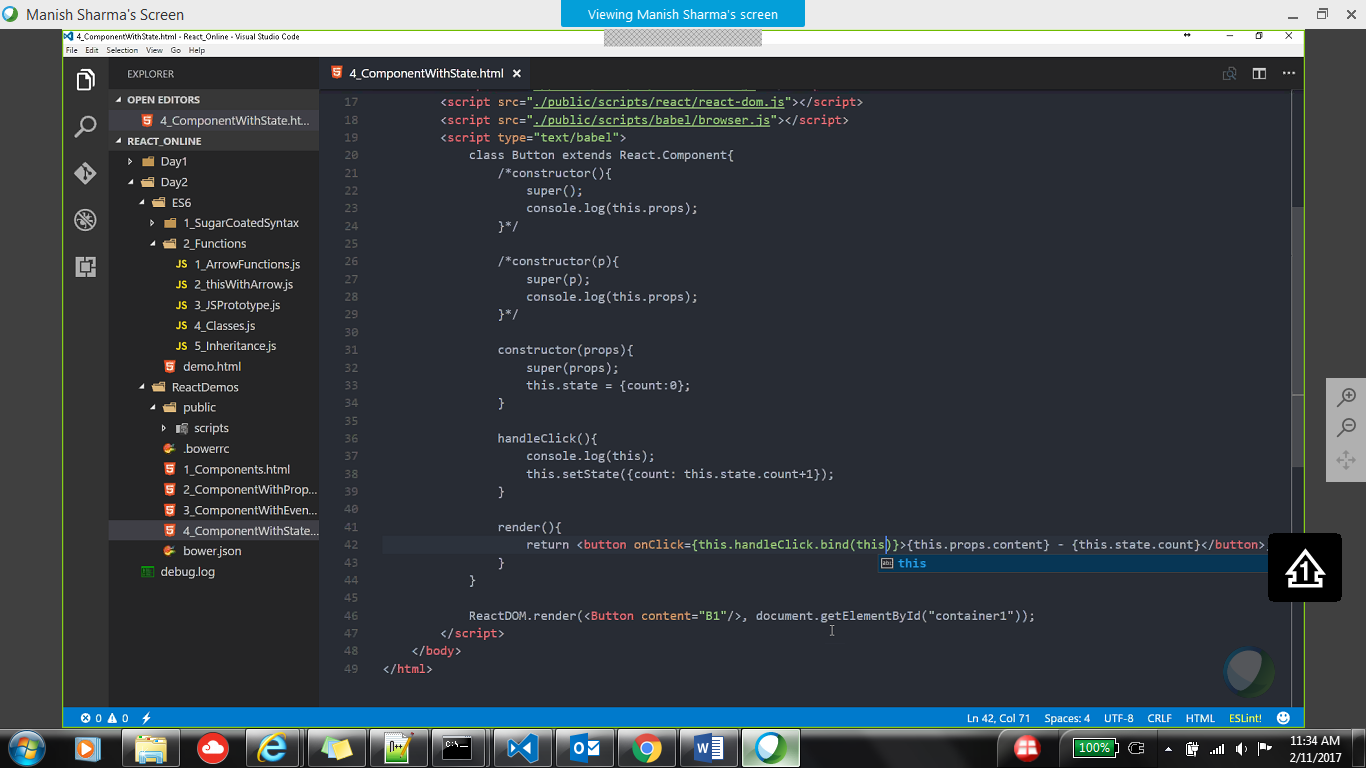 Manish Sharma's Screen
Viewing Manish Sharma's screen
4_ComponentWithState.html - React_Online - Visual Studio Code
File Edit Selection View Go Help
EXPLORER
OPEN EDITORS
4_ComponentWithState.ht...
REACT_ONLINE
Day1
Day2
ES6
1_SugarCoatedSyntax
2_Functions
JS 1_ArrowFunctions.js
JS 2_thisWithArrow.js
JS 3_JSPrototype.js
JS 4_Classes.js
JS 5_Inheritance.js
demo.html
ReactDemos
public
scripts
.bowerrc
1_Components.html
2_ComponentWithProp...
3_ComponentWithEven...
4_ComponentWithState...
bower.json
debug.log
4_ComponentWithState.html
17 <script src="./public/scripts/react/react-dom.js"></script>
18 <script src="./public/scripts/babel/browser.js"></script>
19 <script type="text/babel">
20 class Button extends React.Component{
21 /*constructor(){
22 super();
23 console.log(this.props);
24 }*/
25
26 /*constructor(p){
27 super(p);
28 console.log(this.props);
29 }*/
30
31 constructor(props){
32 super(props);
33 this.state = {count:0};
34 }
35
36 handleClick(){
37 console.log(this);
38 this.setState({count: this.state.count+1});
39 }
40
41 render(){
42 return <button onClick={this.handleClick.bind(this)}>{this.props.content} - {this.state.count}</button>
abc this
43 }
44 }
45
46 ReactDOM.render(<Button content="B1"/>, document.getElementById("container1"));
47 </script>
48 </body>
49 </html>
1
0 0
Ln 42, Col 71 Spaces: 4 UTF-8 CRLF HTML ESLint!
100%
11:34 AM
2/11/2017